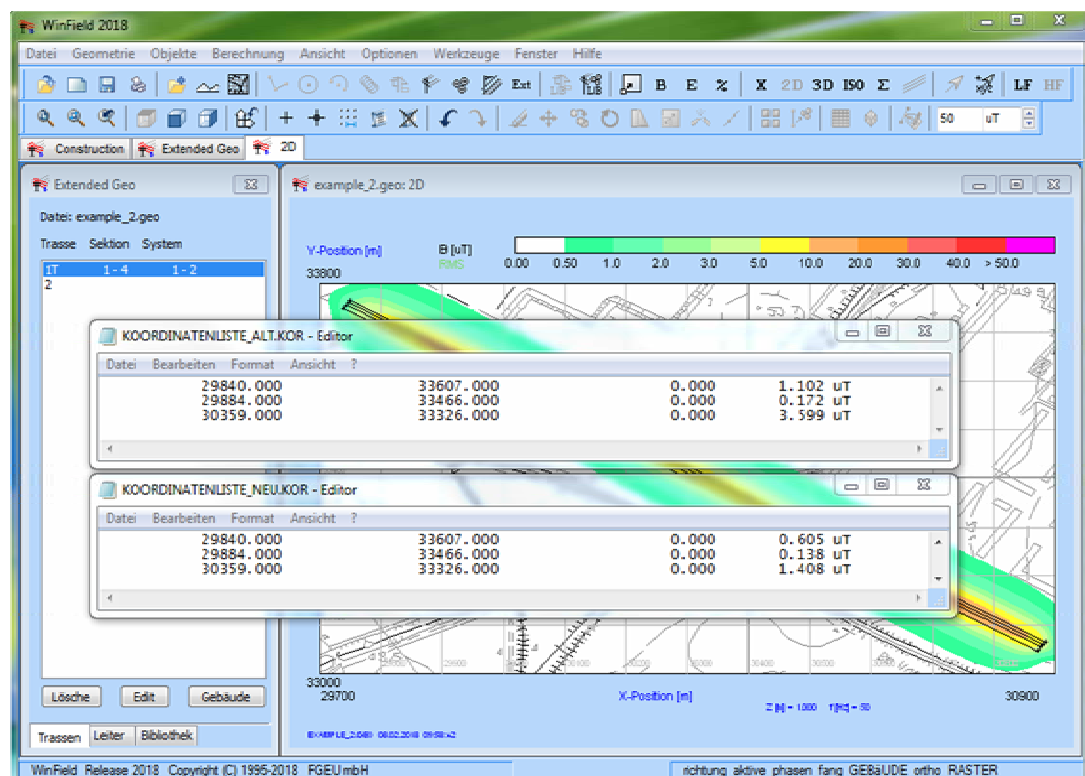 WinField 2018
Datei Geometrie Objekte Berechnung Ansicht Optionen Werkzeuge Fenster Hilfe
Ext B E % X 2D 3D ISO Σ LF HF
50 uT
Construction Extended Geo 2D
Extended Geo
Datei: example_2.geo
Trasse Sektion System
1T 1-4 1-2
2
example_2.geo: 2D
Y-Position [m] B [uT]
RMS 0.00 0.50 1.0 2.0 3.0 5.0 10.0 20.0 30.0 40.0 > 50.0
33800
KOORDINATENLISTE_ALT.KOR - Editor
Datei Bearbeiten Format Ansicht ?
29840.000 33607.000 0.000 1.102 uT
29884.000 33466.000 0.000 0.172 uT
30359.000 33326.000 0.000 3.599 uT
KOORDINATENLISTE_NEU.KOR - Editor
Datei Bearbeiten Format Ansicht ?
29840.000 33607.000 0.000 0.605 uT
29884.000 33466.000 0.000 0.138 uT
30359.000 33326.000 0.000 1.408 uT
33000
29700 X-Position [m] 30900
Lösche Edit Gebäude
Trassen Leiter Bibliothek
WinField Release 2018 Copyright (C) 1995-2018 FGEU mbH
richtung aktive phasen fang GEBäUDE ortho RASTER